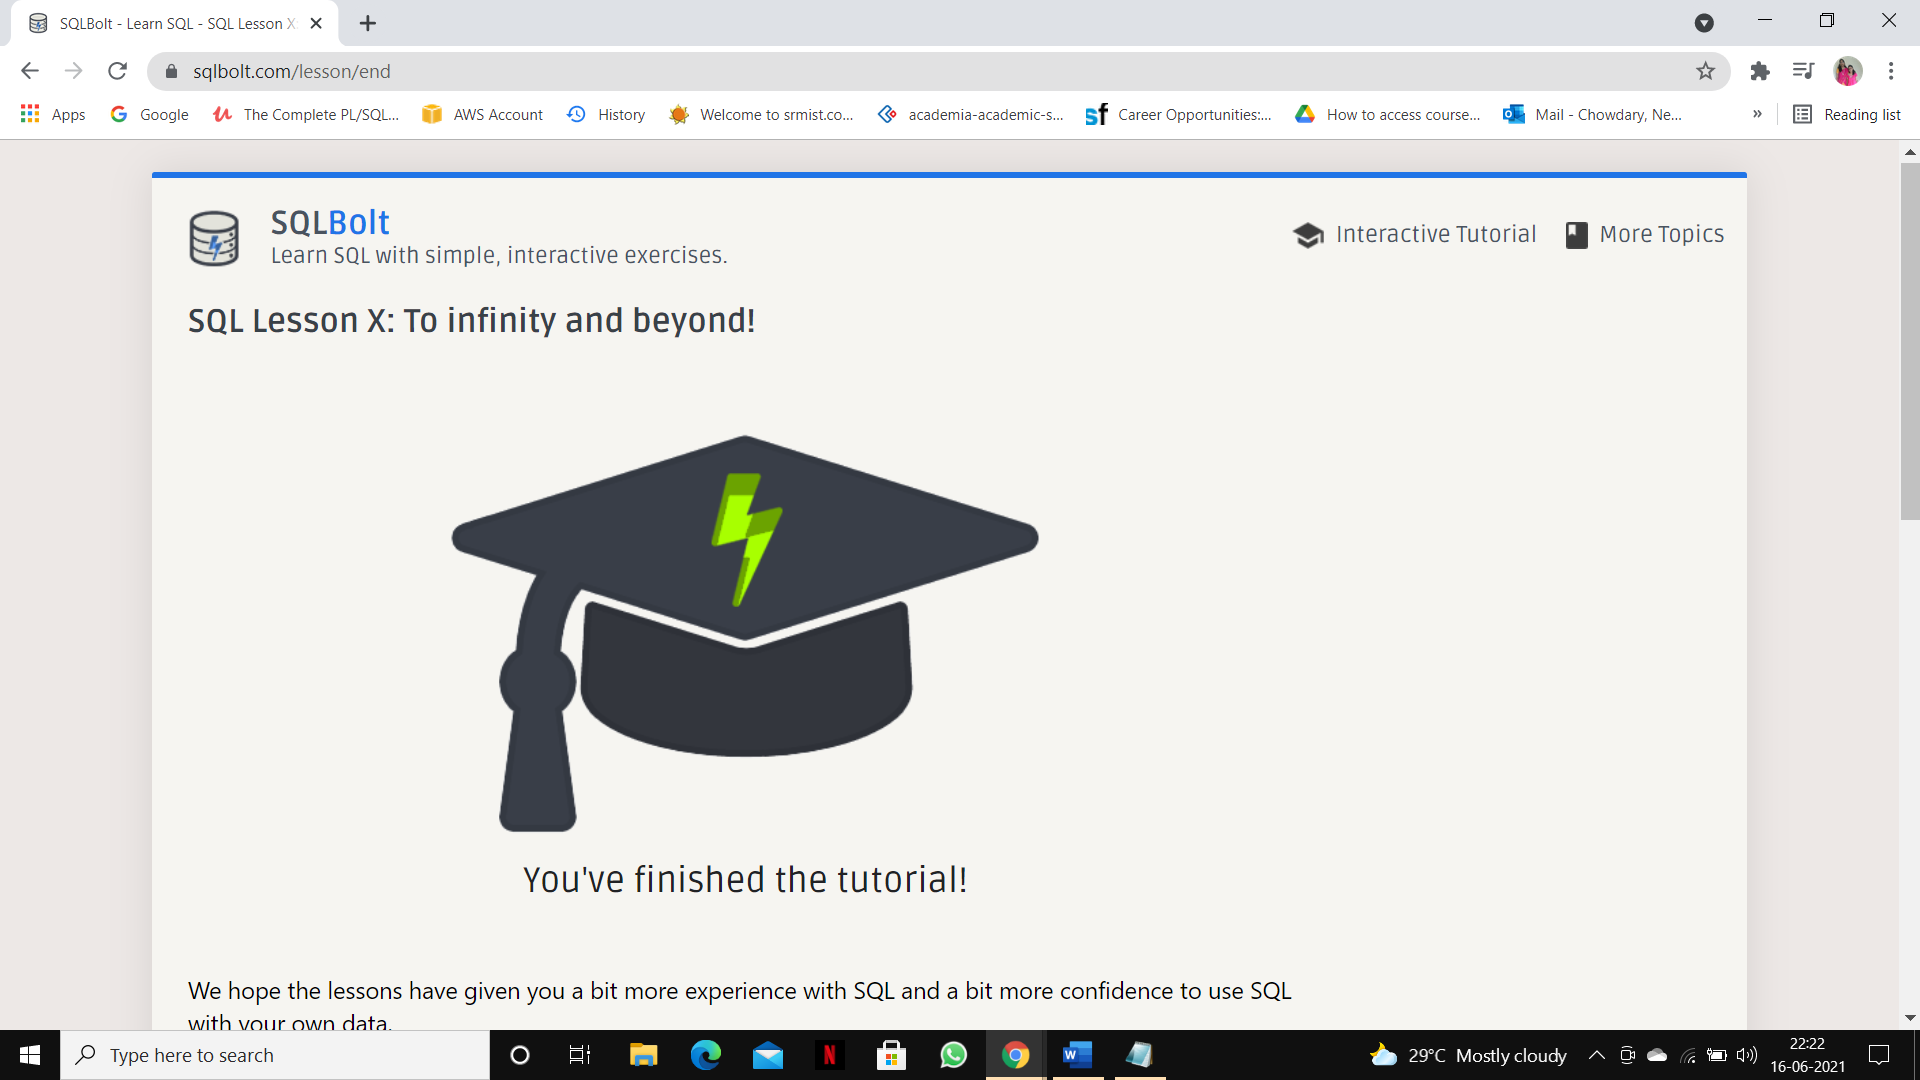 SQLBolt - Learn SQL - SQL Lesson X
sqlbolt.com/lesson/end
Apps
Google
The Complete PL/SQL...
AWS Account
History
Welcome to srmist.co...
academia-academic-s...
sf
Career Opportunities:...
How to access course...
Mail - Chowdary, Ne...
»
Reading list
SQLBolt
Learn SQL with simple, interactive exercises.
Interactive Tutorial
More Topics
SQL Lesson X: To infinity and beyond!
You've finished the tutorial!
We hope the lessons have given you a bit more experience with SQL and a bit more confidence to use SQL
with your own data.
Type here to search
29°C Mostly cloudy
22:22
16-06-2021